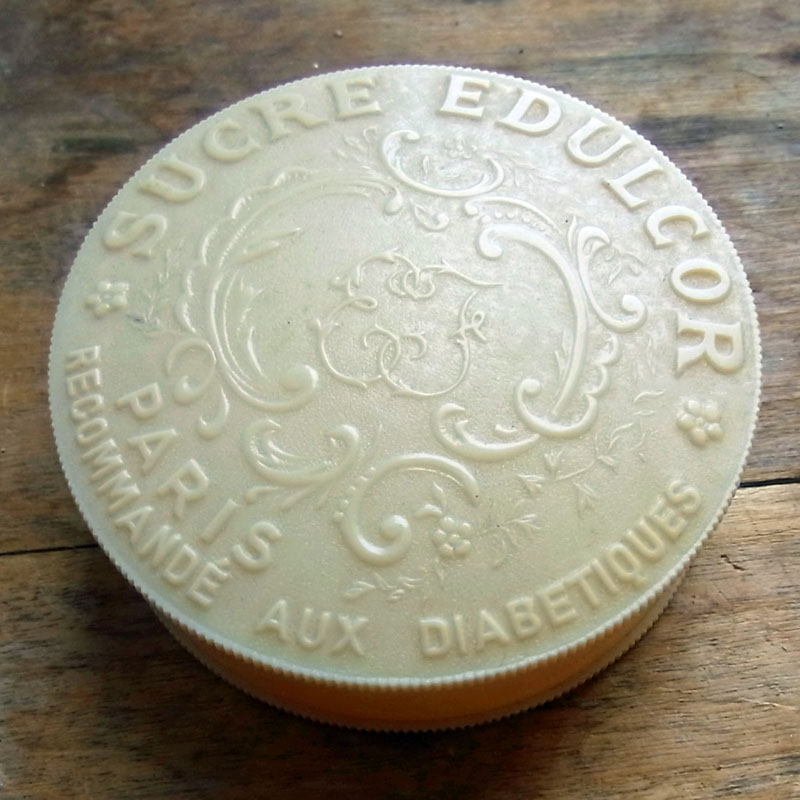 SUCRE EDULCOR
PARIS
RECOMMANDÉ AUX DIABETIQUES